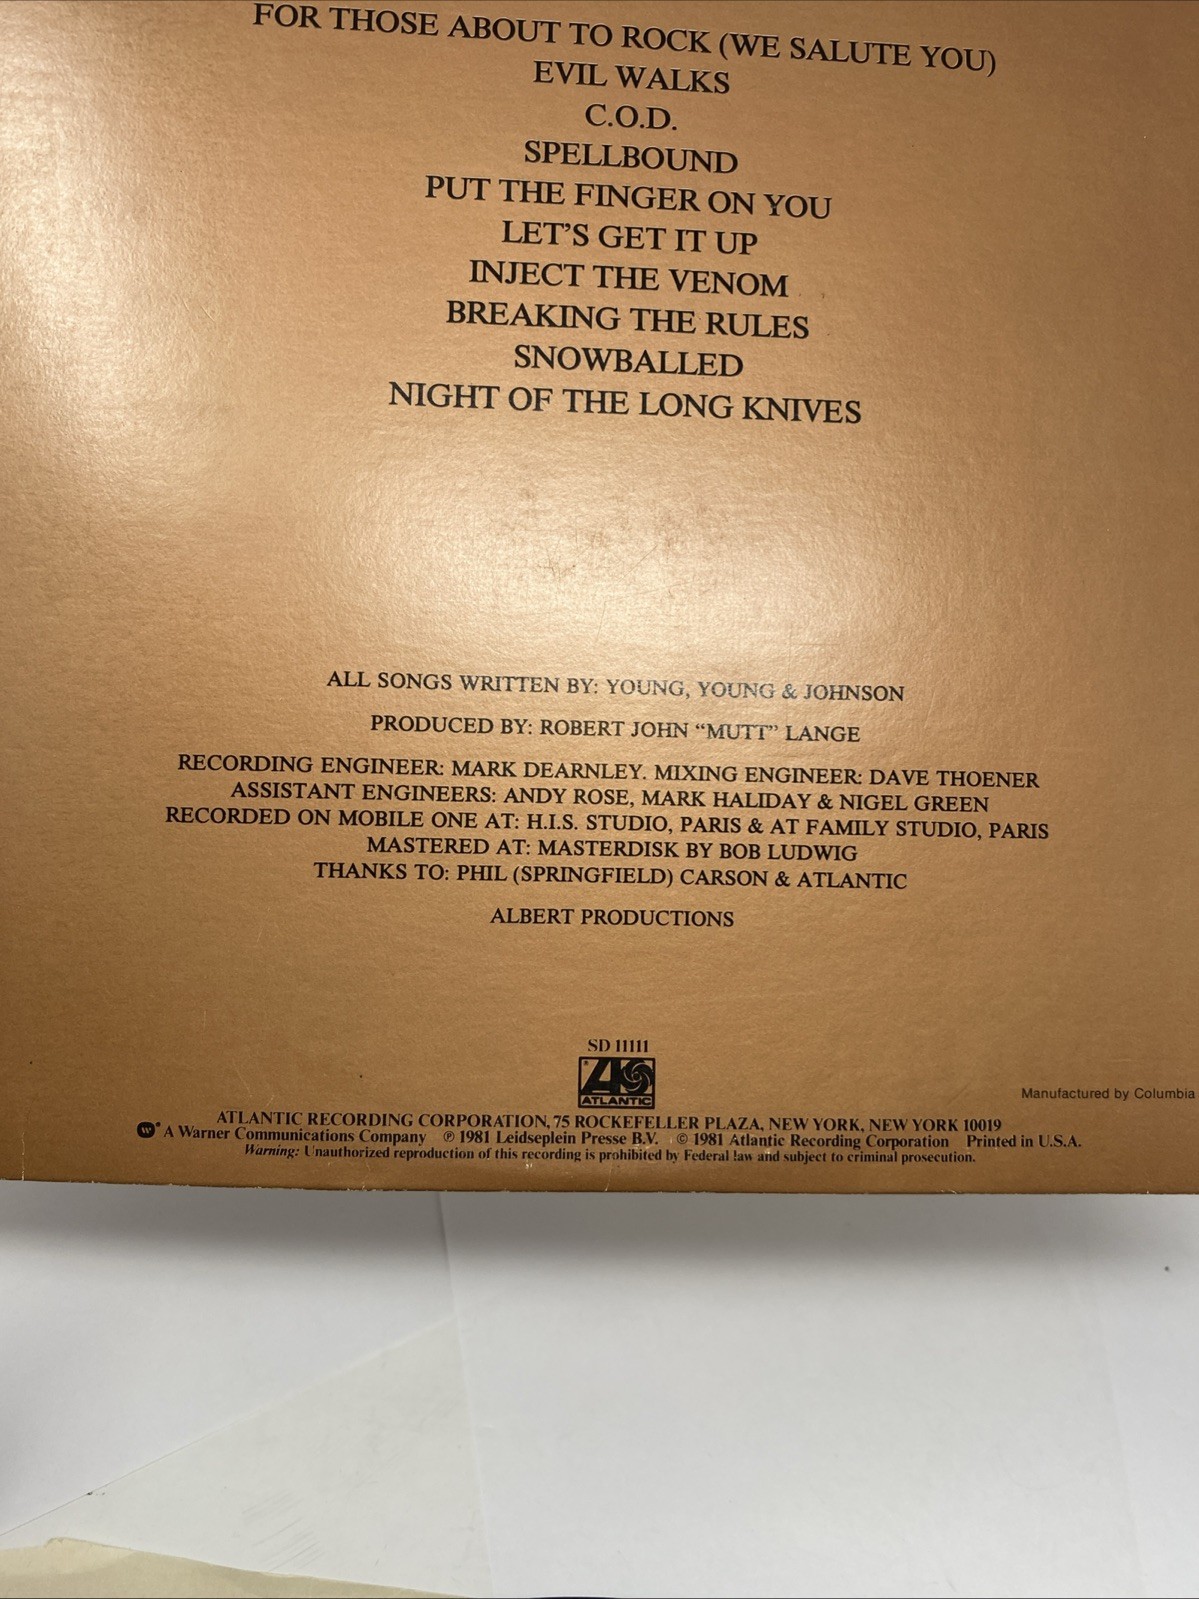 FOR THOSE ABOUT TO ROCK (WE SALUTE YOU)
EVIL WALKS
C.O.D.
SPELLBOUND
PUT THE FINGER ON YOU
LET'S GET IT UP
INJECT THE VENOM
BREAKING THE RULES
SNOWBALLED
NIGHT OF THE LONG KNIVES
ALL SONGS WRITTEN BY: YOUNG, YOUNG & JOHNSON
PRODUCED BY: ROBERT JOHN “MUTT” LANGE
RECORDING ENGINEER: MARK DEARNLEY. MIXING ENGINEER: DAVE THOENER
ASSISTANT ENGINEERS: ANDY ROSE, MARK HALIDAY & NIGEL GREEN
RECORDED ON MOBILE ONE AT: H.I.S. STUDIO, PARIS & AT FAMILY STUDIO, PARIS
MASTERED AT: MASTERDISK BY BOB LUDWIG
THANKS TO: PHIL (SPRINGFIELD) CARSON & ATLANTIC
ALBERT PRODUCTIONS
SD 11111
ATLANTIC
Manufactured by Columbia
ATLANTIC RECORDING CORPORATION, 75 ROCKEFELLER PLAZA, NEW YORK, NEW YORK 10019
A Warner Communications Company ℗ 1981 Leidseplein Presse B.V. © 1981 Atlantic Recording Corporation Printed in U.S.A.
Warning: Unauthorized reproduction of this recording is prohibited by Federal law and subject to criminal prosecution.